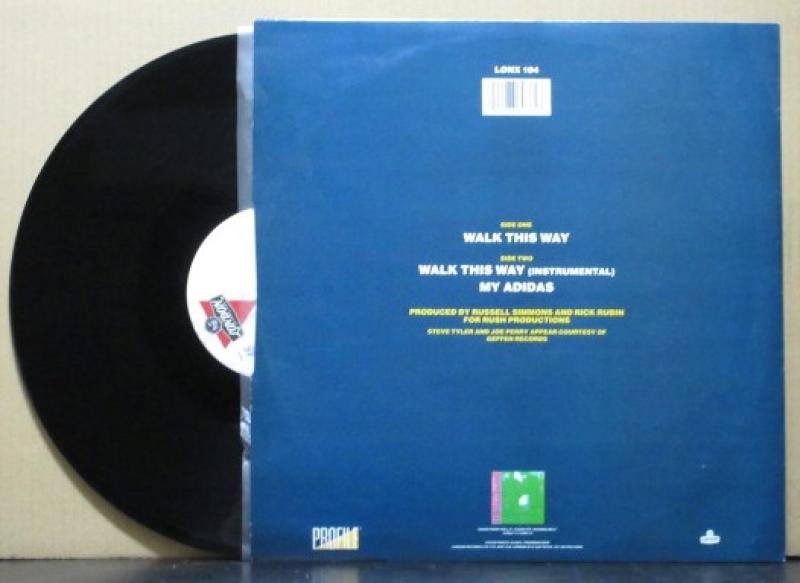 LONX 104
SIDE ONE
WALK THIS WAY
SIDE TWO
WALK THIS WAY (INSTRUMENTAL)
MY ADIDAS
PRODUCED BY RUSSELL SIMMONS AND RICK RUBIN
FOR RUSH PRODUCTIONS
STEVE TYLER AND JOE PERRY APPEAR COURTESY OF
GEFFEN RECORDS
PROFILE
LONDON